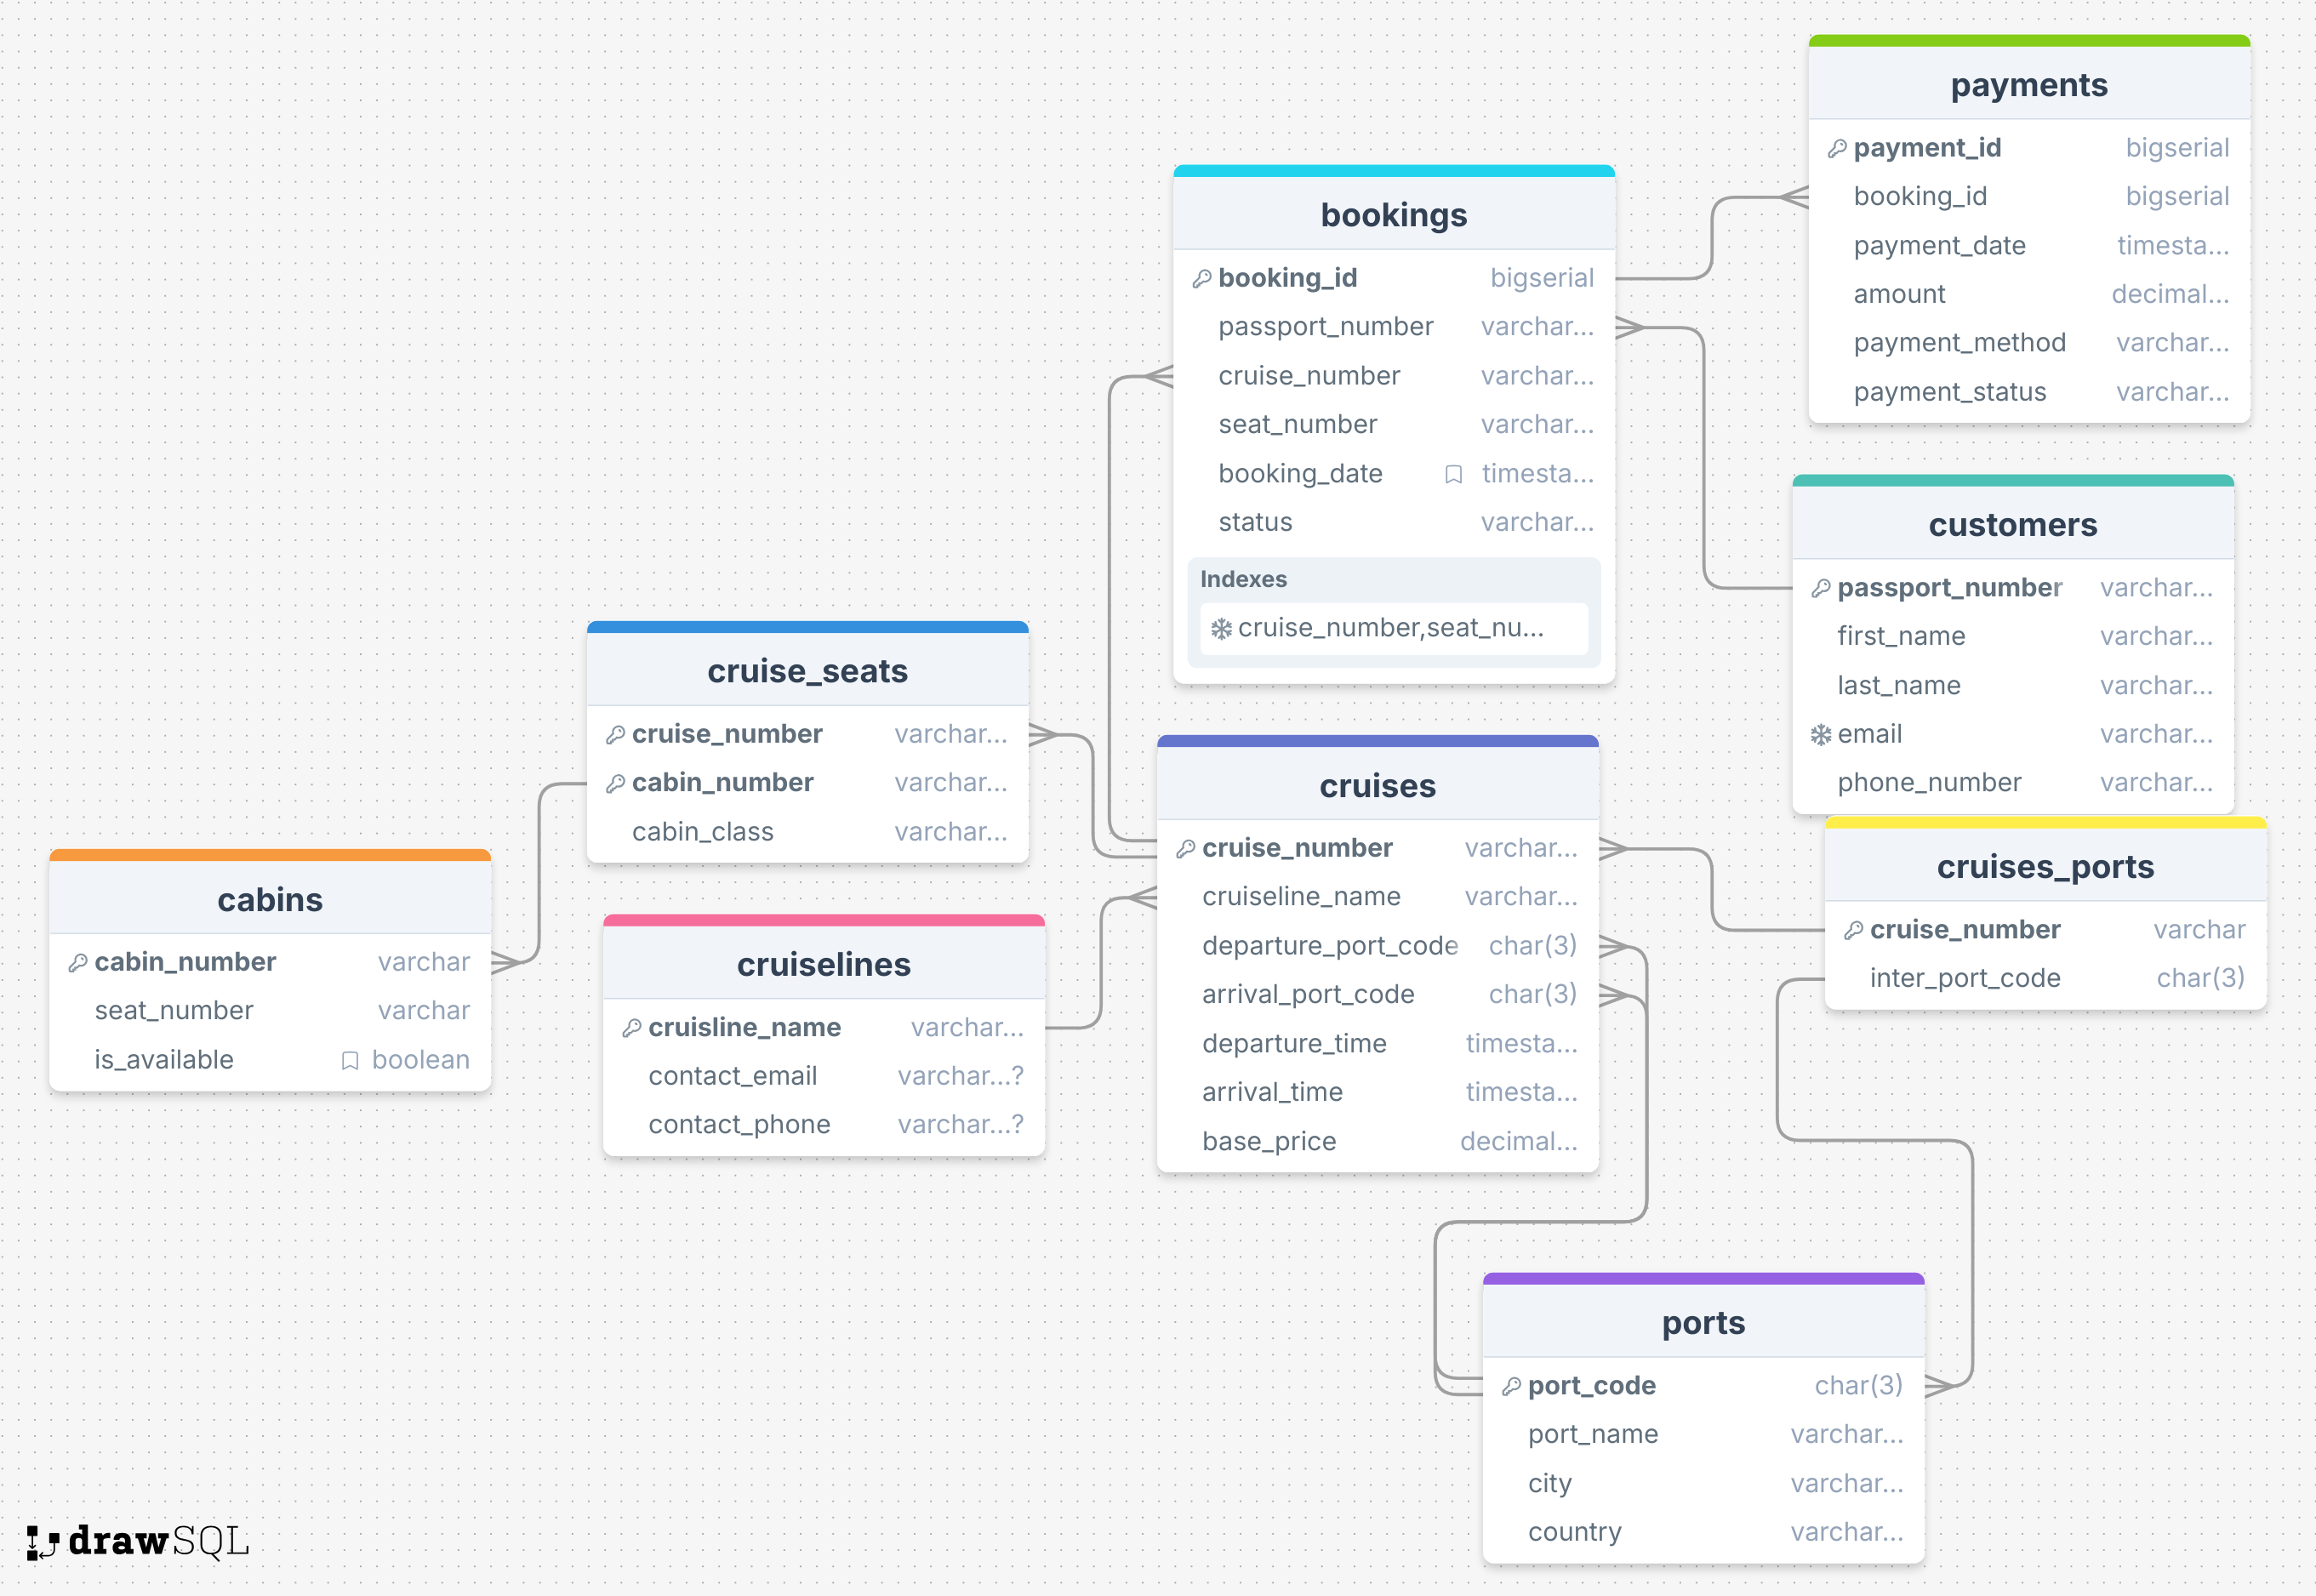 payments
payment_id bigserial
booking_id bigserial
payment_date timesta...
amount decimal...
payment_method varchar...
payment_status varchar...
bookings
booking_id bigserial
passport_number varchar...
cruise_number varchar...
seat_number varchar...
booking_date timesta...
status varchar...
Indexes
cruise_number,seat_nu...
customers
passport_number varchar...
first_name varchar...
last_name varchar...
email varchar...
phone_number varchar...
cruise_seats
cruise_number varchar...
cabin_number varchar...
cabin_class varchar...
cruises
cruise_number varchar...
cruiseline_name varchar...
departure_port_code char(3)
arrival_port_code char(3)
departure_time timesta...
arrival_time timesta...
base_price decimal...
cruises_ports
cruise_number varchar
inter_port_code char(3)
cabins
cabin_number varchar
seat_number varchar
is_available boolean
cruiselines
cruisline_name varchar...
contact_email varchar...?
contact_phone varchar...?
ports
port_code char(3)
port_name varchar...
city varchar...
country varchar...
drawSQL